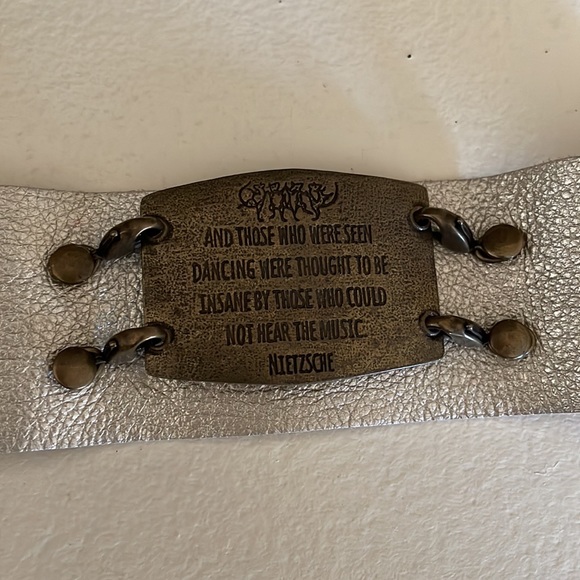 AND THOSE WHO WERE SEEN
DANCING WERE THOUGHT TO BE
INSANE BY THOSE WHO COULD
NOT HEAR THE MUSIC.
NIETZSCHE